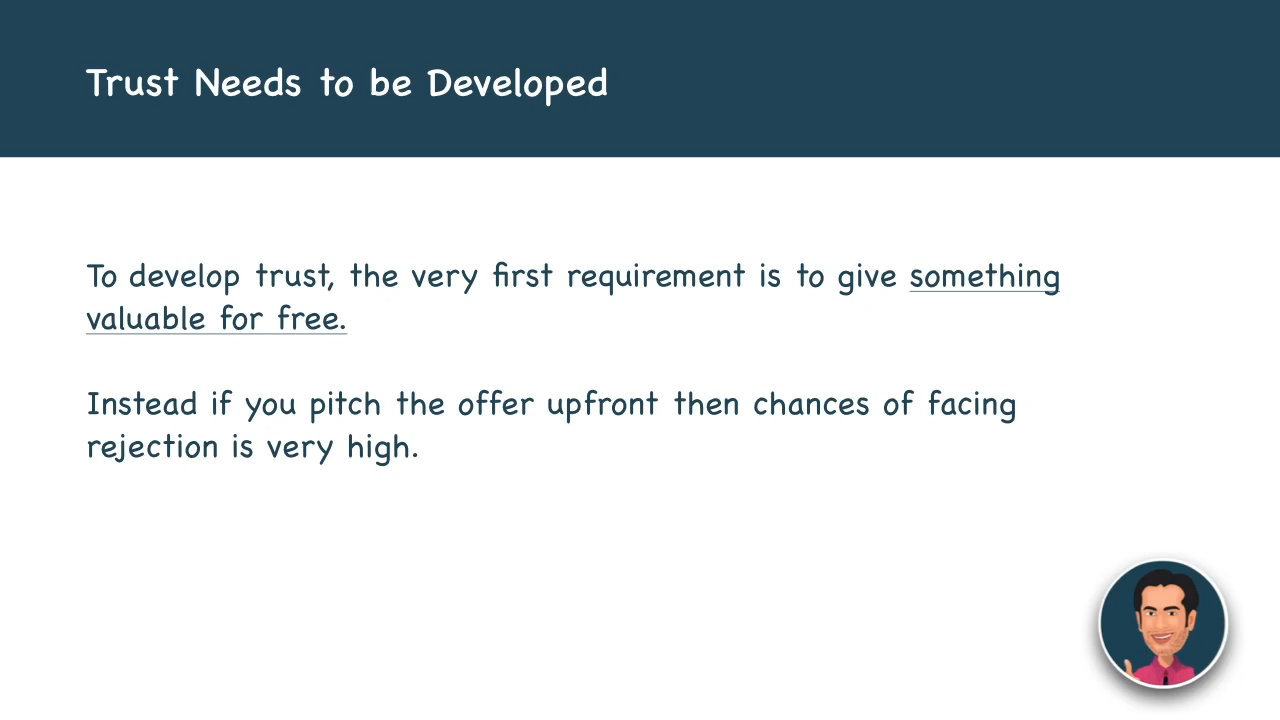 Trust Needs to be Developed
To develop trust, the very first requirement is to give something
valuable for free.
Instead if you pitch the offer upfront then chances of facing
rejection is very high.